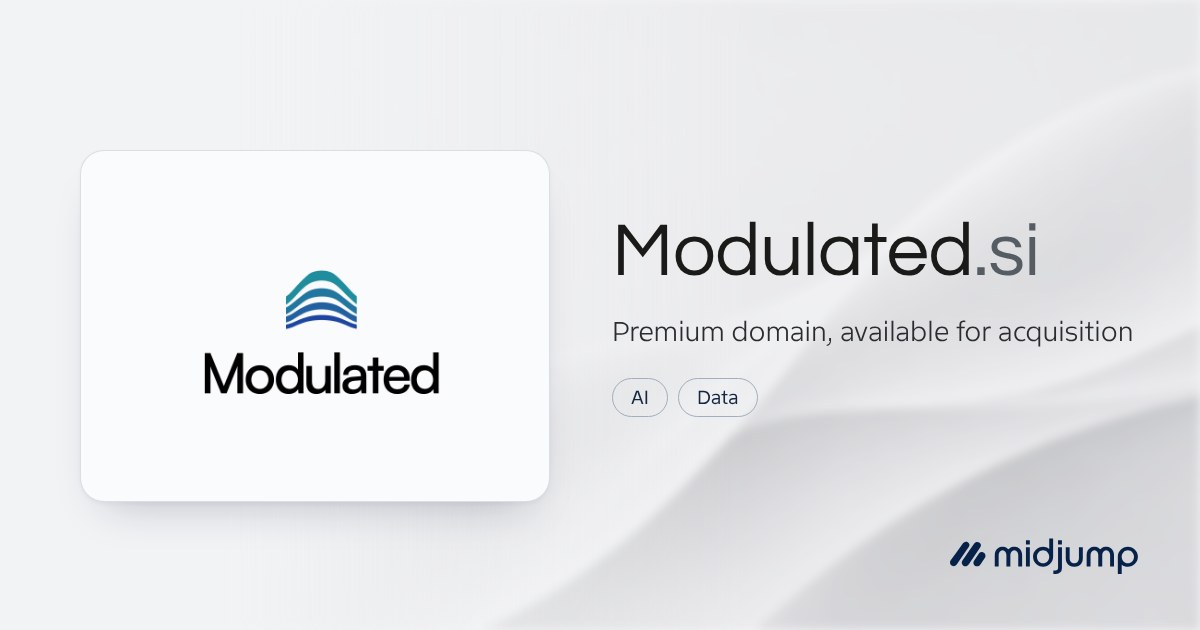 Modulated
Modulated.si
Premium domain, available for acquisition
AI
Data
midjump